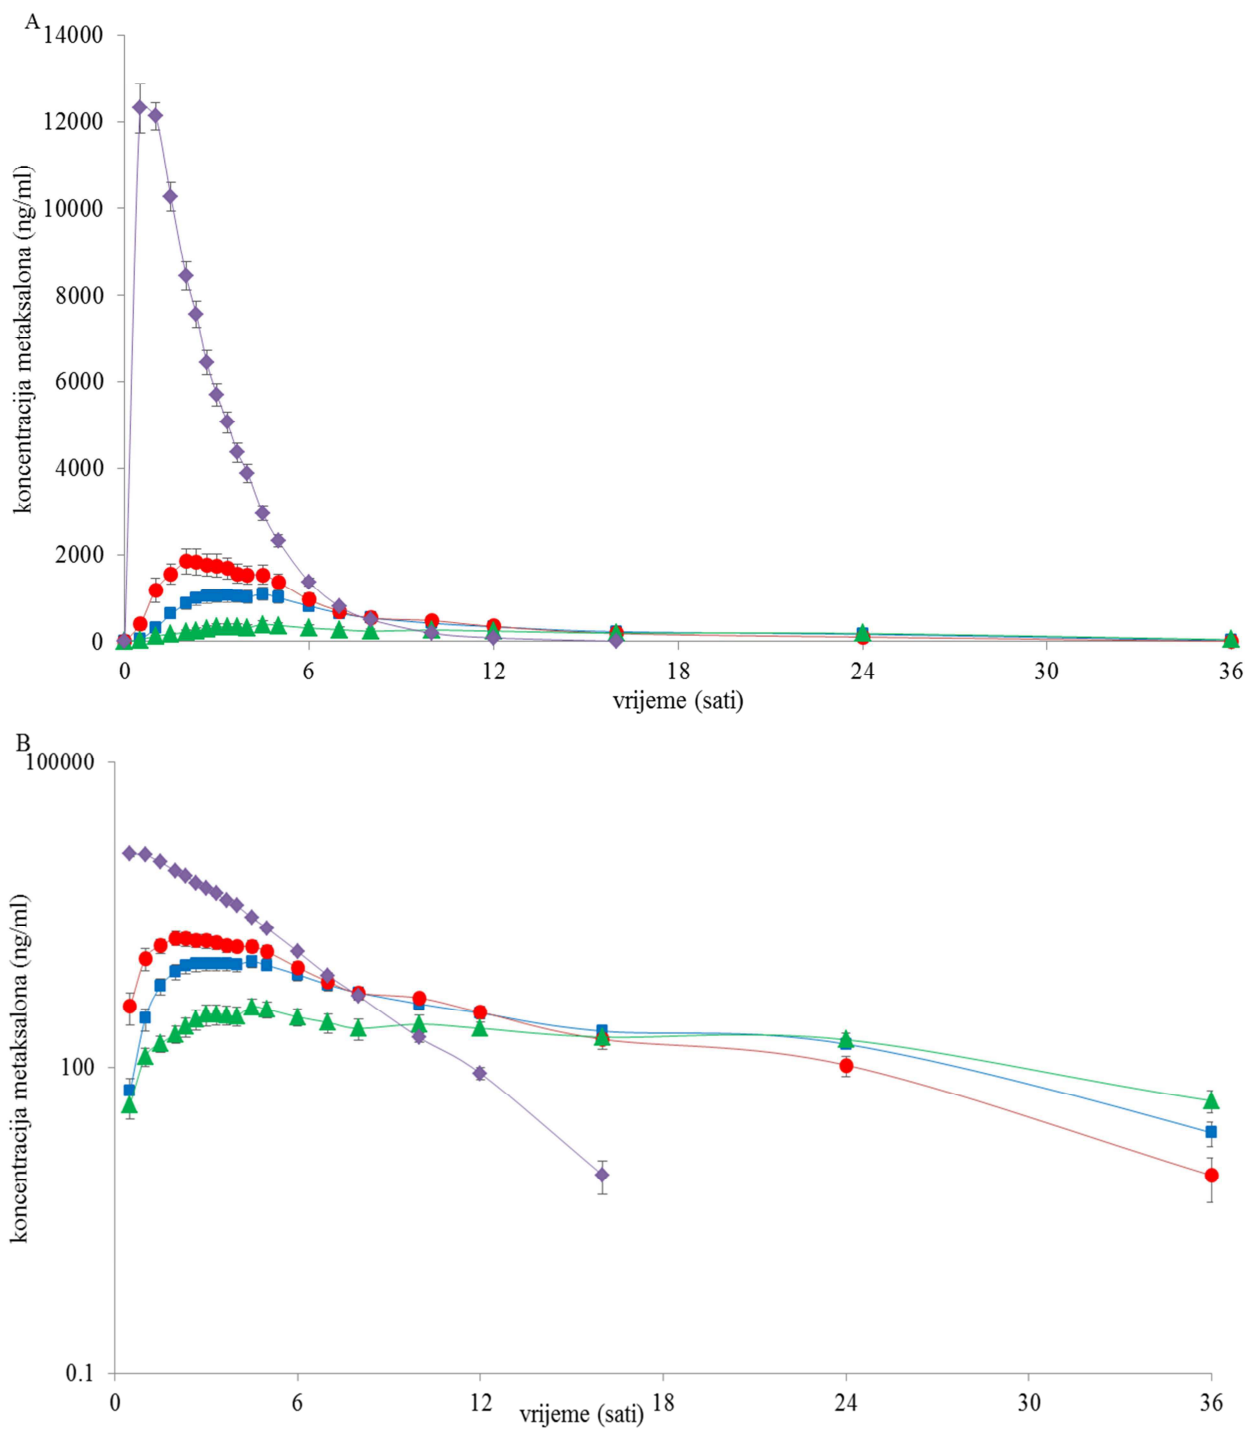 A
14000
12000
10000
8000
6000
4000
2000
0
koncentracija metaksalona (ng/ml)
0 6 12 18 24 30 36
vrijeme (sati)
B
100000
100
0.1
koncentracija metaksalona (ng/ml)
0 6 12 18 24 30 36
vrijeme (sati)